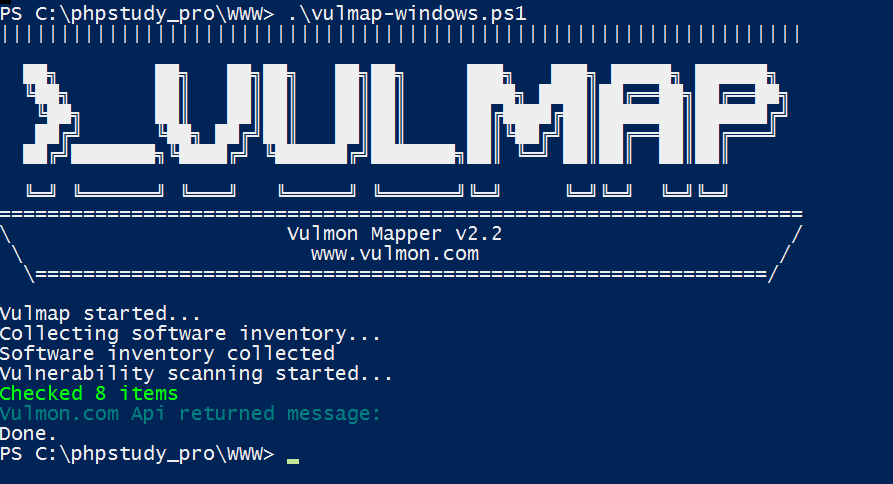 PS C:\phpstudy_pro\WWW> .\vulmap-windows.ps1
>_VULMAP
===================================================================
\ Vulmon Mapper v2.2 /
\ www.vulmon.com /
\=============================================================/
Vulmap started...
Collecting software inventory...
Software inventory collected
Vulnerability scanning started...
Checked 8 items
Vulmon.com Api returned message:
Done.
PS C:\phpstudy_pro\WWW>